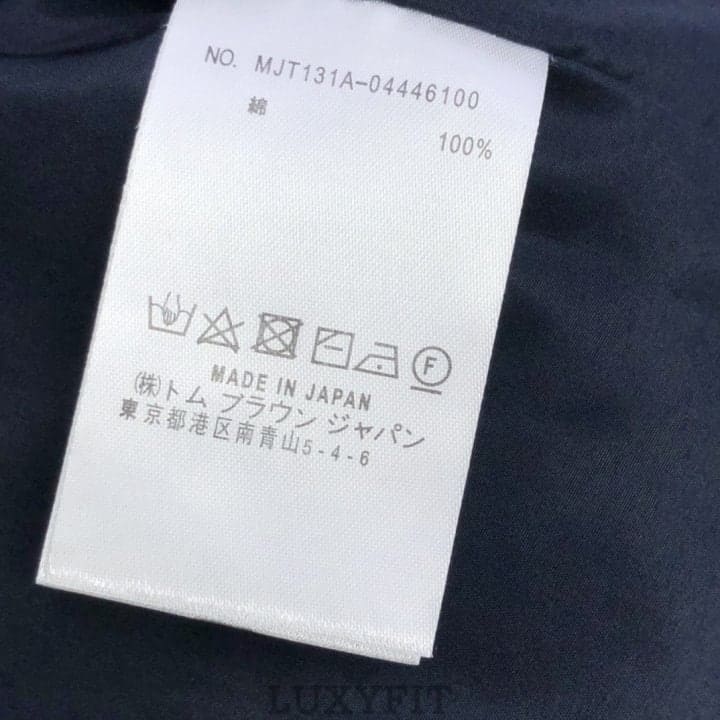 NO. MJT131A-04446100
綿
100%
MADE IN JAPAN
(株)トム ブラウン ジャパン
東京都港区南青山5-4-6
F
LUXYFIT